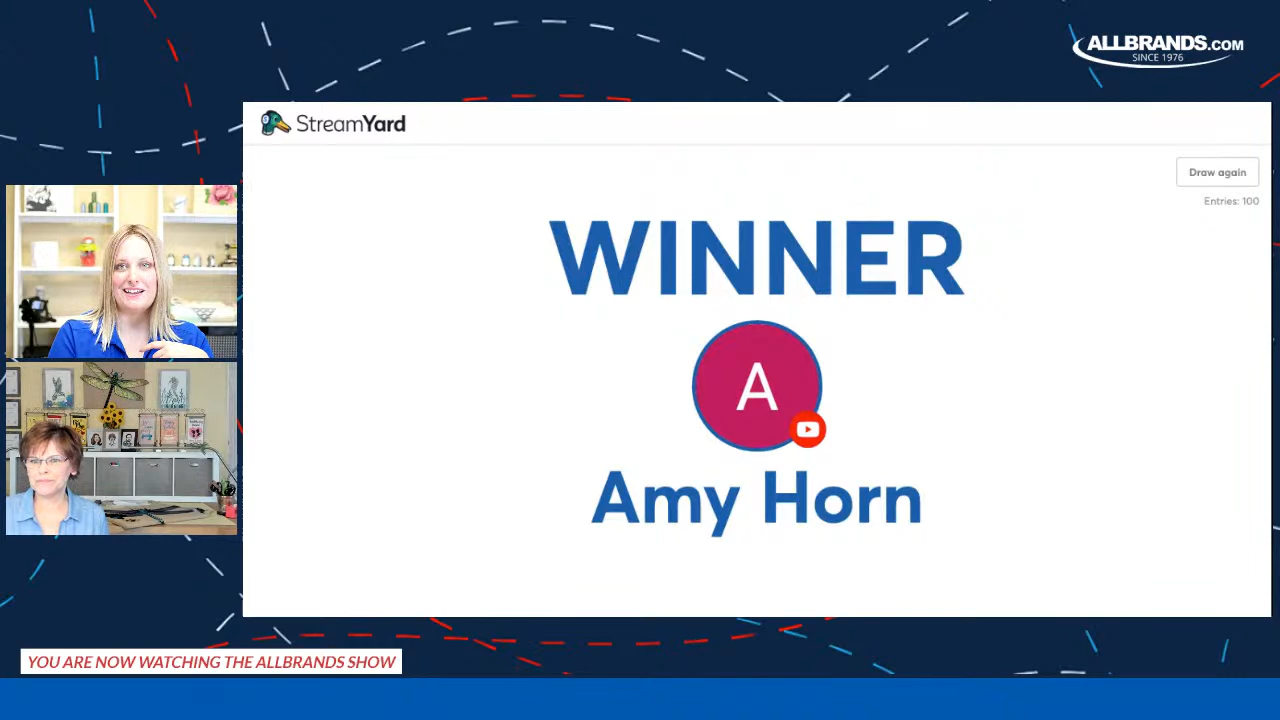 ALLBRANDS.COM
SINCE 1976
StreamYard
Draw again
Entries: 100
WINNER
A
Amy Horn
YOU ARE NOW WATCHING THE ALLBRANDS SHOW